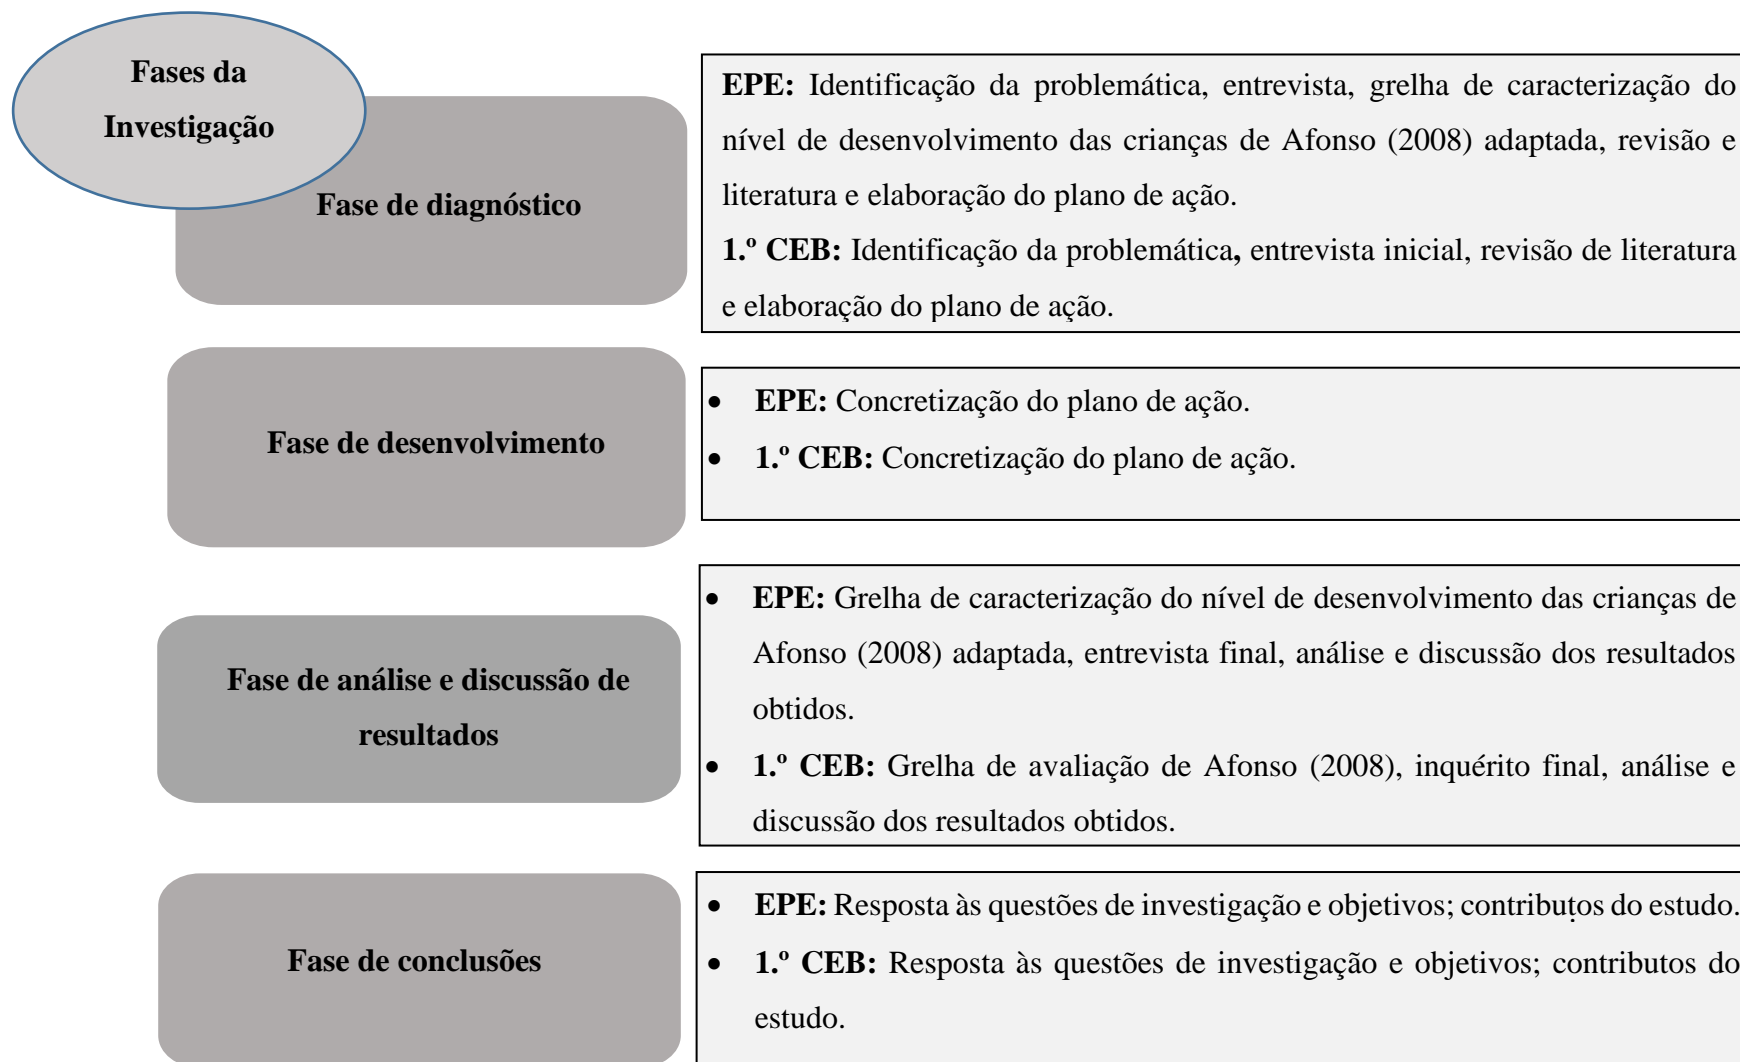 Fases da
Investigação
Fase de diagnóstico
EPE: Identificação da problemática, entrevista, grelha de caracterização do
nível de desenvolvimento das crianças de Afonso (2008) adaptada, revisão e
literatura e elaboração do plano de ação.
1.º CEB: Identificação da problemática, entrevista inicial, revisão de literatura
e elaboração do plano de ação.
Fase de desenvolvimento
• EPE: Concretização do plano de ação.
• 1.º CEB: Concretização do plano de ação.
Fase de análise e discussão de
resultados
• EPE: Grelha de caracterização do nível de desenvolvimento das crianças de
Afonso (2008) adaptada, entrevista final, análise e discussão dos resultados
obtidos.
• 1.º CEB: Grelha de avaliação de Afonso (2008), inquérito final, análise e
discussão dos resultados obtidos.
Fase de conclusões
• EPE: Resposta às questões de investigação e objetivos; contributos do estudo.
• 1.º CEB: Resposta às questões de investigação e objetivos; contributos do
estudo.